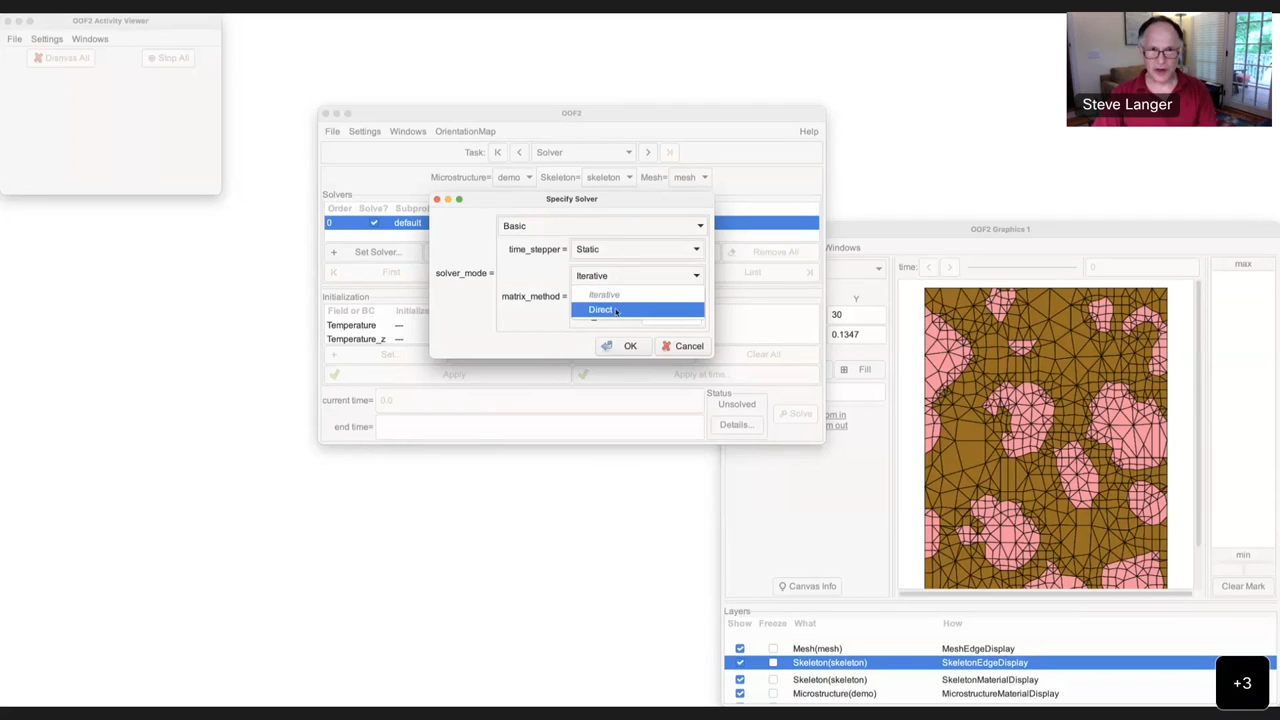 OOF2 Activity Viewer
File Settings Windows
Dismiss All Stop All
Steve Langer
OOF2
File Settings Windows OrientationMap Help
Task: Solver
Microstructure= demo Skeleton= skeleton Mesh= mesh
Solvers
Order Solve? Subpro
0 default
Set Solver... Remove All
First Last
Initialization
Field or BC Initialize
Temperature ---
Temperature_z ---
Set... Clear All
Apply Apply at time...
current time= 0.0
end time=
Status
Unsolved
Details...
Solve
Specify Solver
Basic
time_stepper = Static
solver_mode =
Iterative
matrix_method =
Iterative
Direct
OK Cancel
OOF2 Graphics 1
Windows
time: 0
Y
30
0.1347
Fill
om in
m out
max
min
Canvas Info
Clear Mark
Layers
Show Freeze What How
Mesh(mesh) MeshEdgeDisplay
Skeleton(skeleton) SkeletonEdgeDisplay
Skeleton(skeleton) SkeletonMaterialDisplay
Microstructure(demo) MicrostructureMaterialDisplay
+3